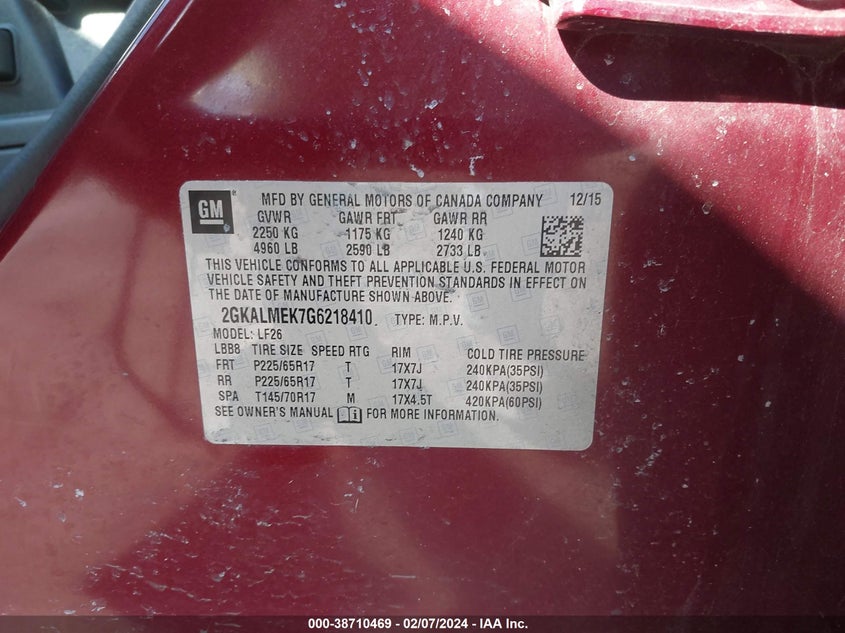 GM MFD BY GENERAL MOTORS OF CANADA COMPANY 12/15
GVWR GAWR FRT GAWR RR
2250 KG 1175 KG 1240 KG
4960 LB 2590 LB 2733 LB
THIS VEHICLE CONFORMS TO ALL APPLICABLE U.S. FEDERAL MOTOR
VEHICLE SAFETY AND THEFT PREVENTION STANDARDS IN EFFECT ON
THE DATE OF MANUFACTURE SHOWN ABOVE.
2GKALMEK7G6218410 TYPE: M.P.V.
MODEL: LF26
LBB8 TIRE SIZE SPEED RTG RIM COLD TIRE PRESSURE
FRT P225/65R17 T 17X7J 240KPA(35PSI)
RR P225/65R17 T 17X7J 240KPA(35PSI)
SPA T145/70R17 M 17X4.5T 420KPA(60PSI)
SEE OWNER'S MANUAL FOR MORE INFORMATION.
000-38710469 - 02/07/2024 - IAA Inc.